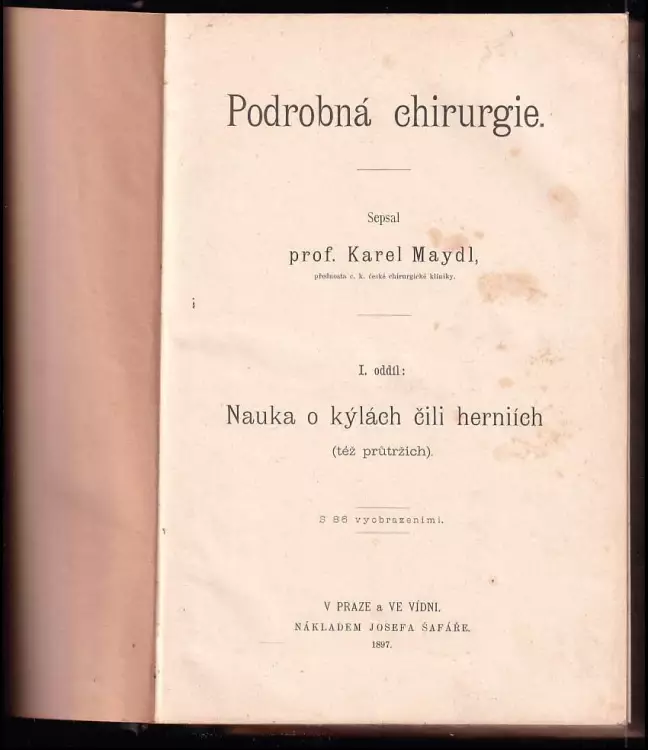 Podrobná chirurgie.
Sepsal
prof. Karel Maydl,
přednosta c. k. české chirurgické kliniky.
I. oddíl:
Nauka o kýlách čili herniích
(též průtržích).
S 86 vyobrazeními.
V PRAZE a VE VÍDNI.
NÁKLADEM JOSEFA ŠAFÁŘE.
1897.